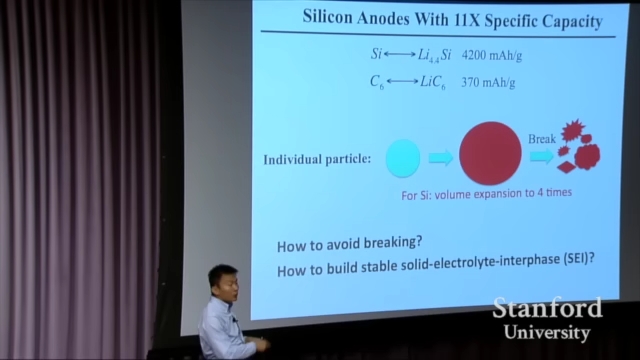 Silicon Anodes With 11X Specific Capacity
Si ⟷ Li4.4Si 4200 mAh/g
C6 ⟷ LiC6 370 mAh/g
Break
Individual particle:
For Si: volume expansion to 4 times
How to avoid breaking?
How to build stable solid-electrolyte-interphase (SEI)?
Stanford
University